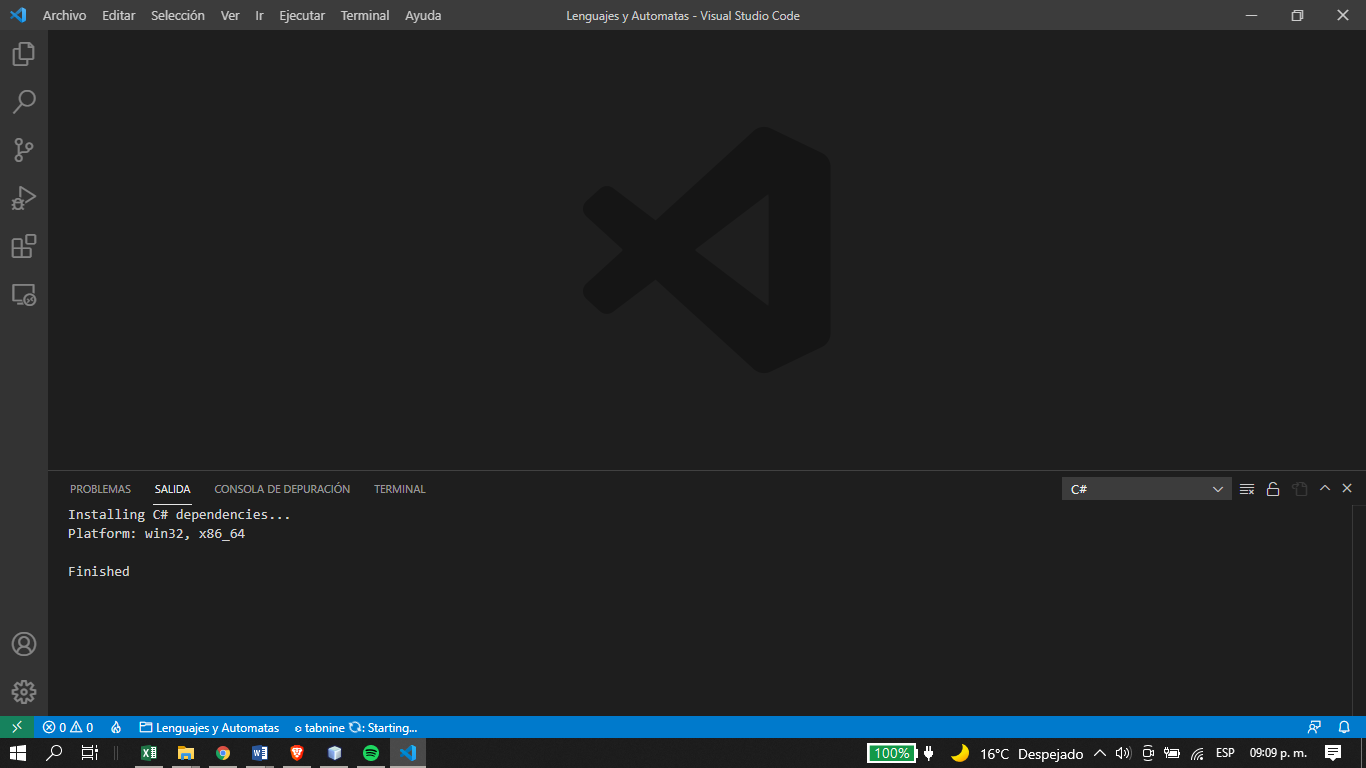 Archivo Editar Selección Ver Ir Ejecutar Terminal Ayuda Lenguajes y Automatas - Visual Studio Code
PROBLEMAS SALIDA CONSOLA DE DEPURACIÓN TERMINAL C#
Installing C# dependencies...
Platform: win32, x86_64
Finished
0 0 Lenguajes y Automatas tabnine : Starting...
100% 16°C Despejado ESP 09:09 p. m.